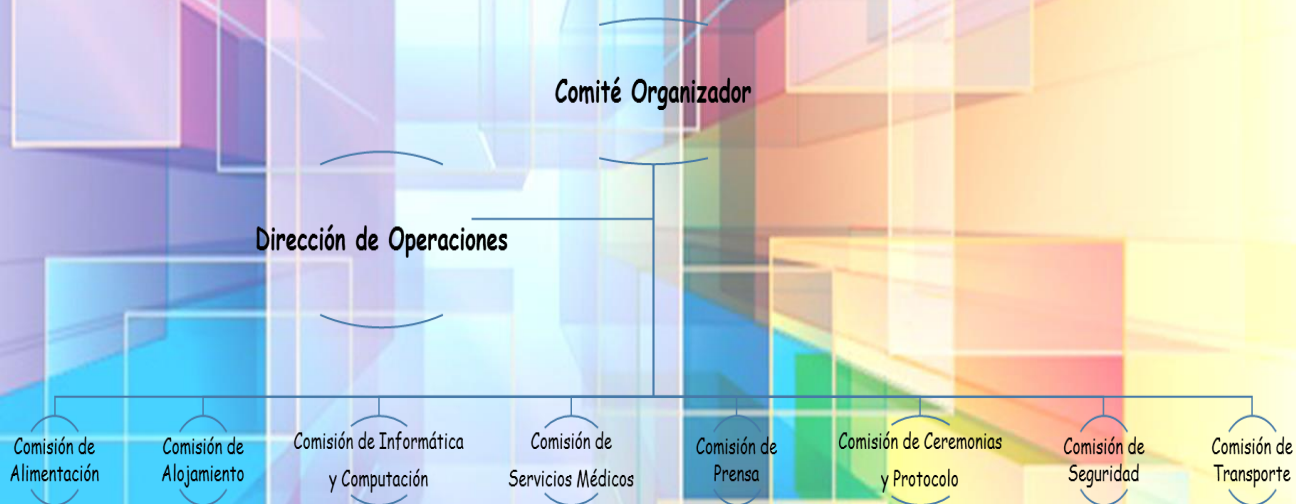 Comité Organizador
Dirección de Operaciones
Comisión de
Alimentación
Comisión de
Alojamiento
Comisión de Informática
y Computación
Comisión de
Servicios Médicos
Comisión de
Prensa
Comisión de Ceremonias
y Protocolo
Comisión de
Seguridad
Comisión de
Transporte